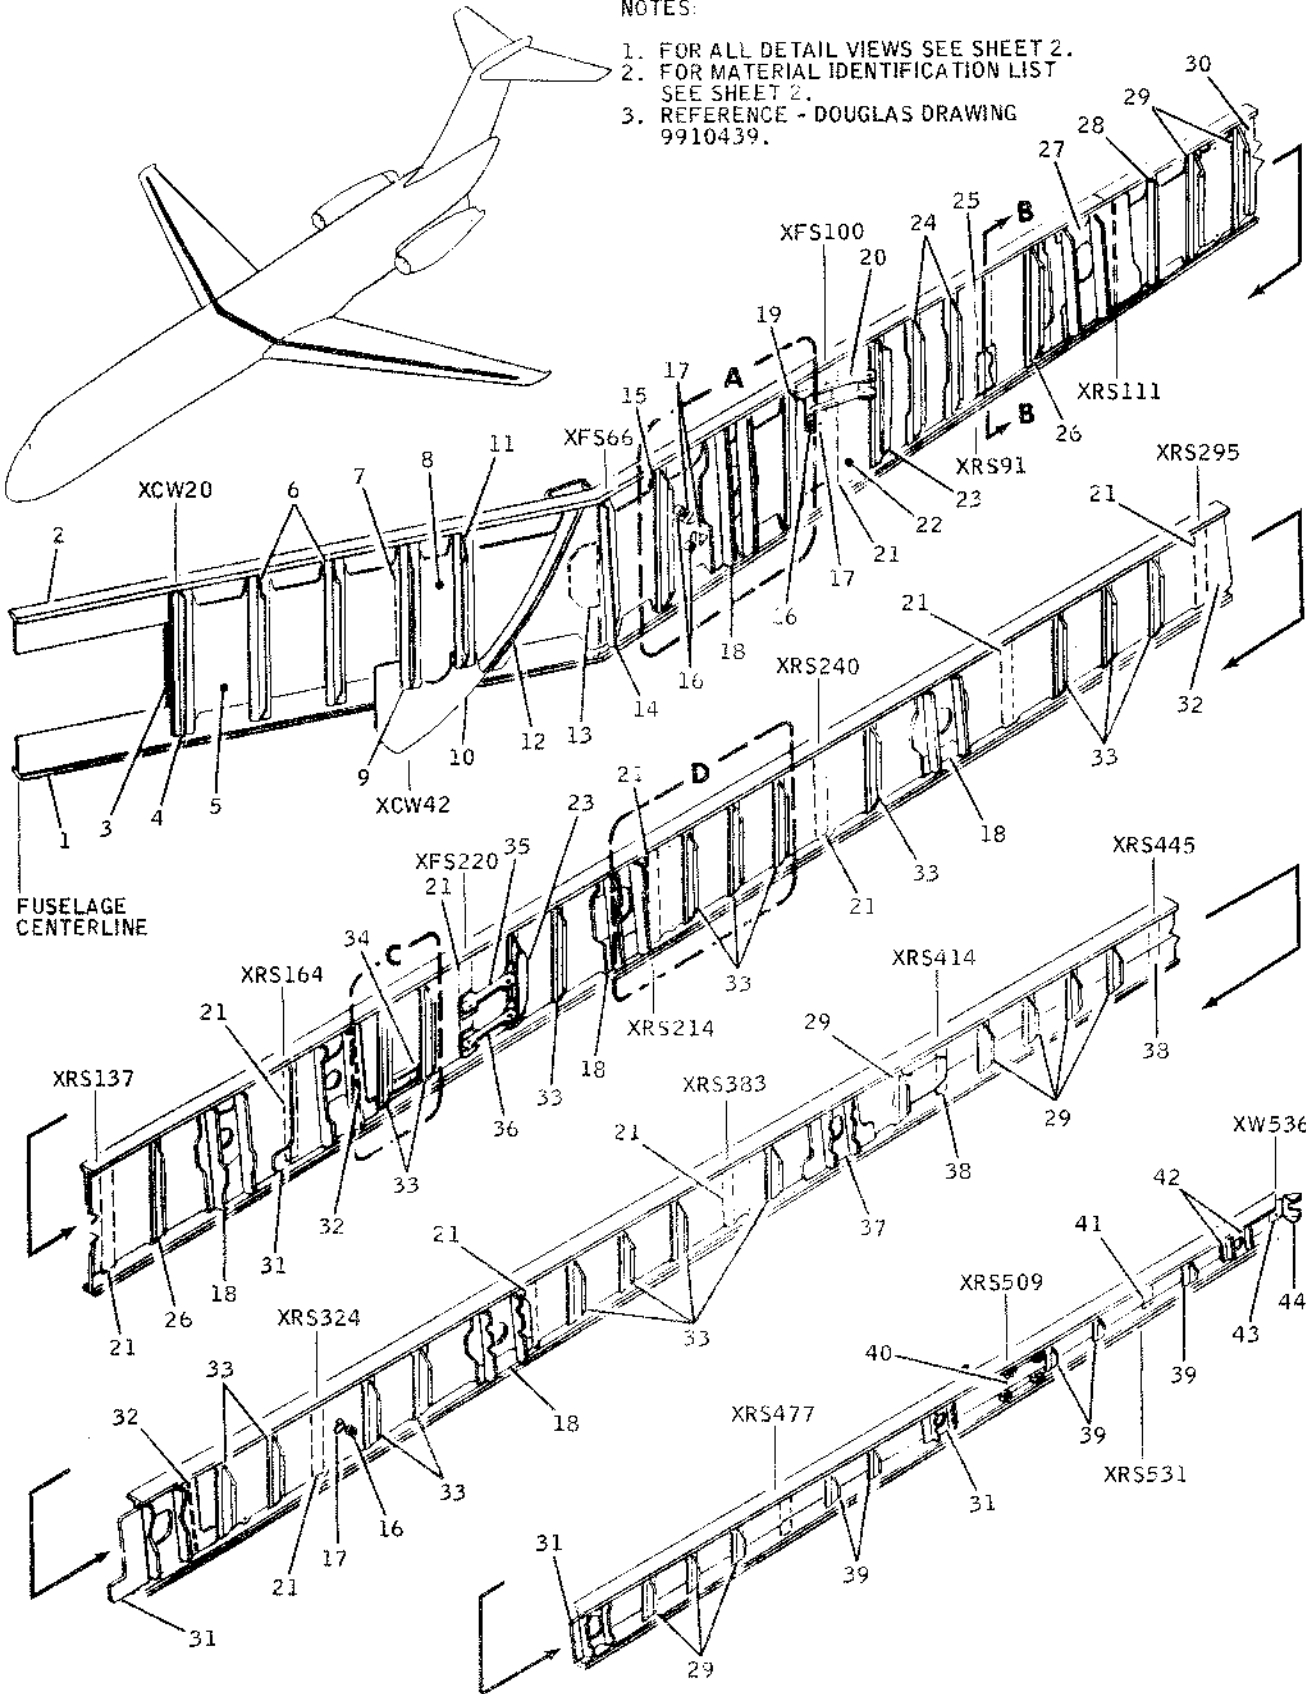 NOTES:
1. FOR ALL DETAIL VIEWS SEE SHEET 2.
2. FOR MATERIAL IDENTIFICATION LIST
SEE SHEET 2.
3. REFERENCE - DOUGLAS DRAWING
9910439.
30
29
28
27
B
25
24
XFS100
20
19
A
17
15
XFS66
11
8
7
6
XCW20
2
XRS111
B
26
XRS91
23
22
21
17
16
18
16
14
13
12
10
9
XCW42
5
4
3
1
FUSELAGE
CENTERLINE
XRS295
21
21
32
33
XRS240
18
33
21
D
21
23
35
XFS220
21
34
C
XRS164
21
XRS137
33
XRS214
18
33
36
33
32
31
18
26
21
XRS445
XRS414
29
38
29
38
37
XRS383
21
33
21
18
XRS324
33
32
33
16
17
21
31
XW536
42
41
44
43
39
XRS509
40
39
XRS531
XRS477
31
39
31
29